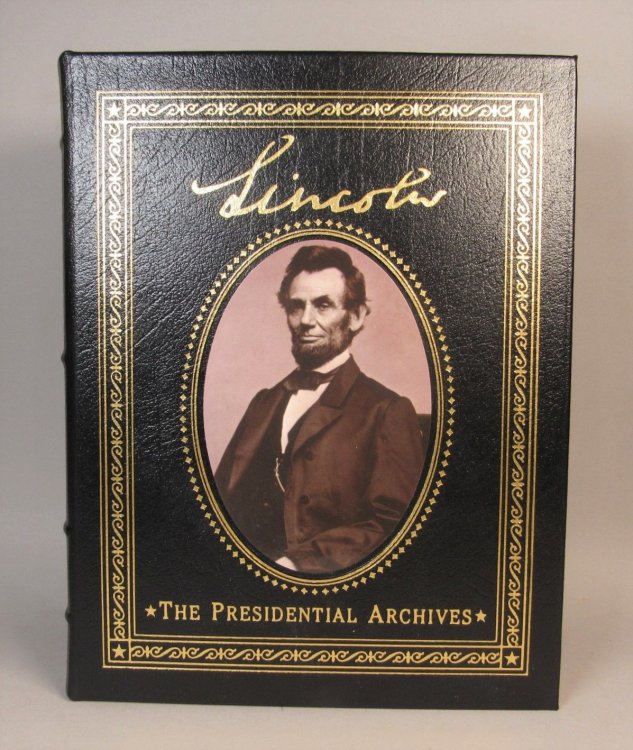 Lincoln
★THE PRESIDENTIAL ARCHIVES★